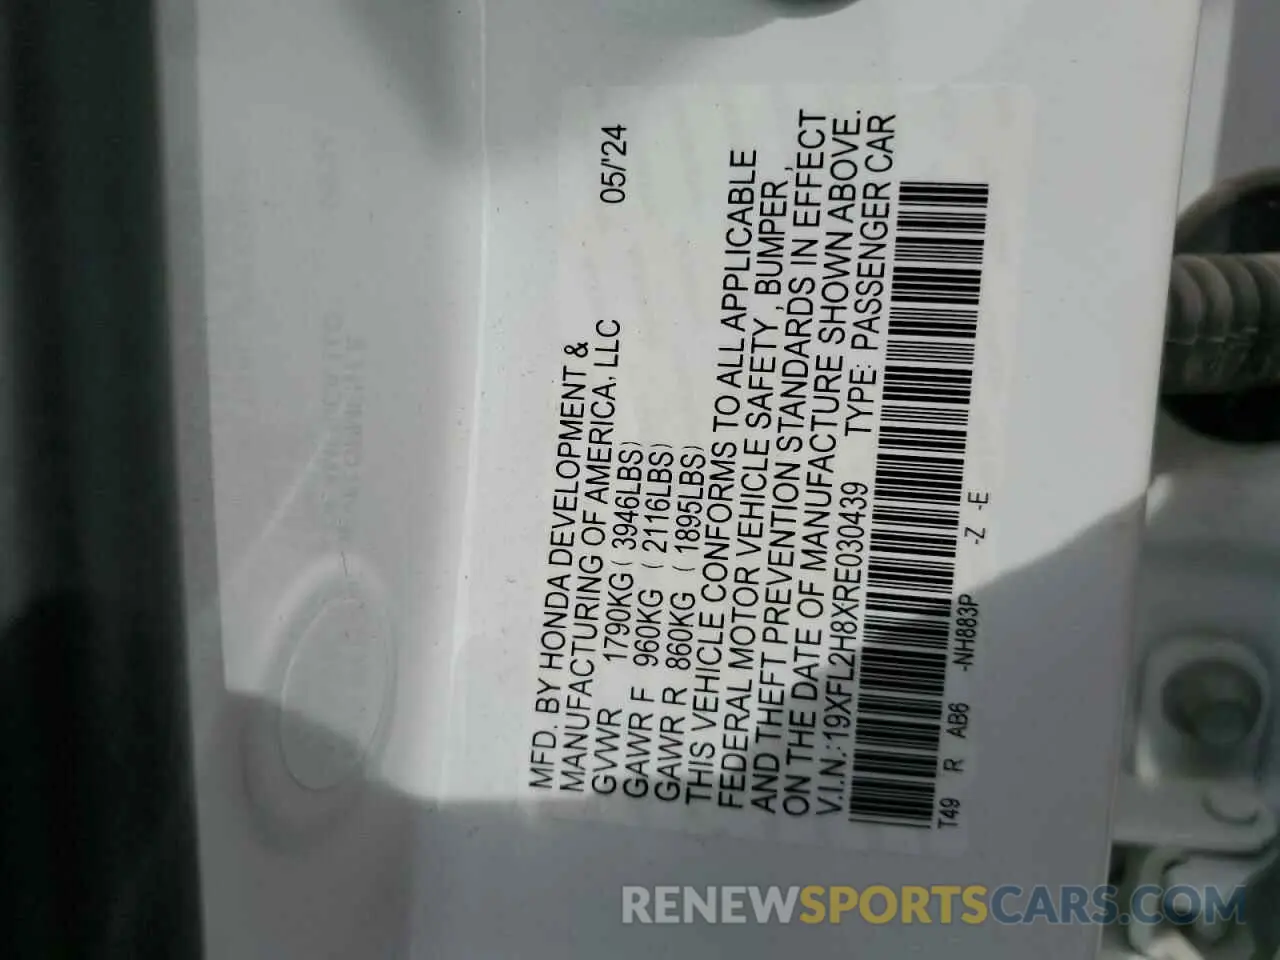 MFD. BY HONDA DEVELOPMENT &
MANUFACTURING OF AMERICA, LLC 05/'24
GVWR 1790KG ( 3946LBS)
GAWR F 960KG ( 2116LBS)
GAWR R 860KG ( 1895LBS)
THIS VEHICLE CONFORMS TO ALL APPLICABLE
FEDERAL MOTOR VEHICLE SAFETY , BUMPER ,
AND THEFT PREVENTION STANDARDS IN EFFECT
ON THE DATE OF MANUFACTURE SHOWN ABOVE.
V.I.N.: 19XFL2H8XRE030439 TYPE: PASSENGER CAR
T49 R AB6 -NH883P -Z -E
RENEWSPORTSCARS.COM